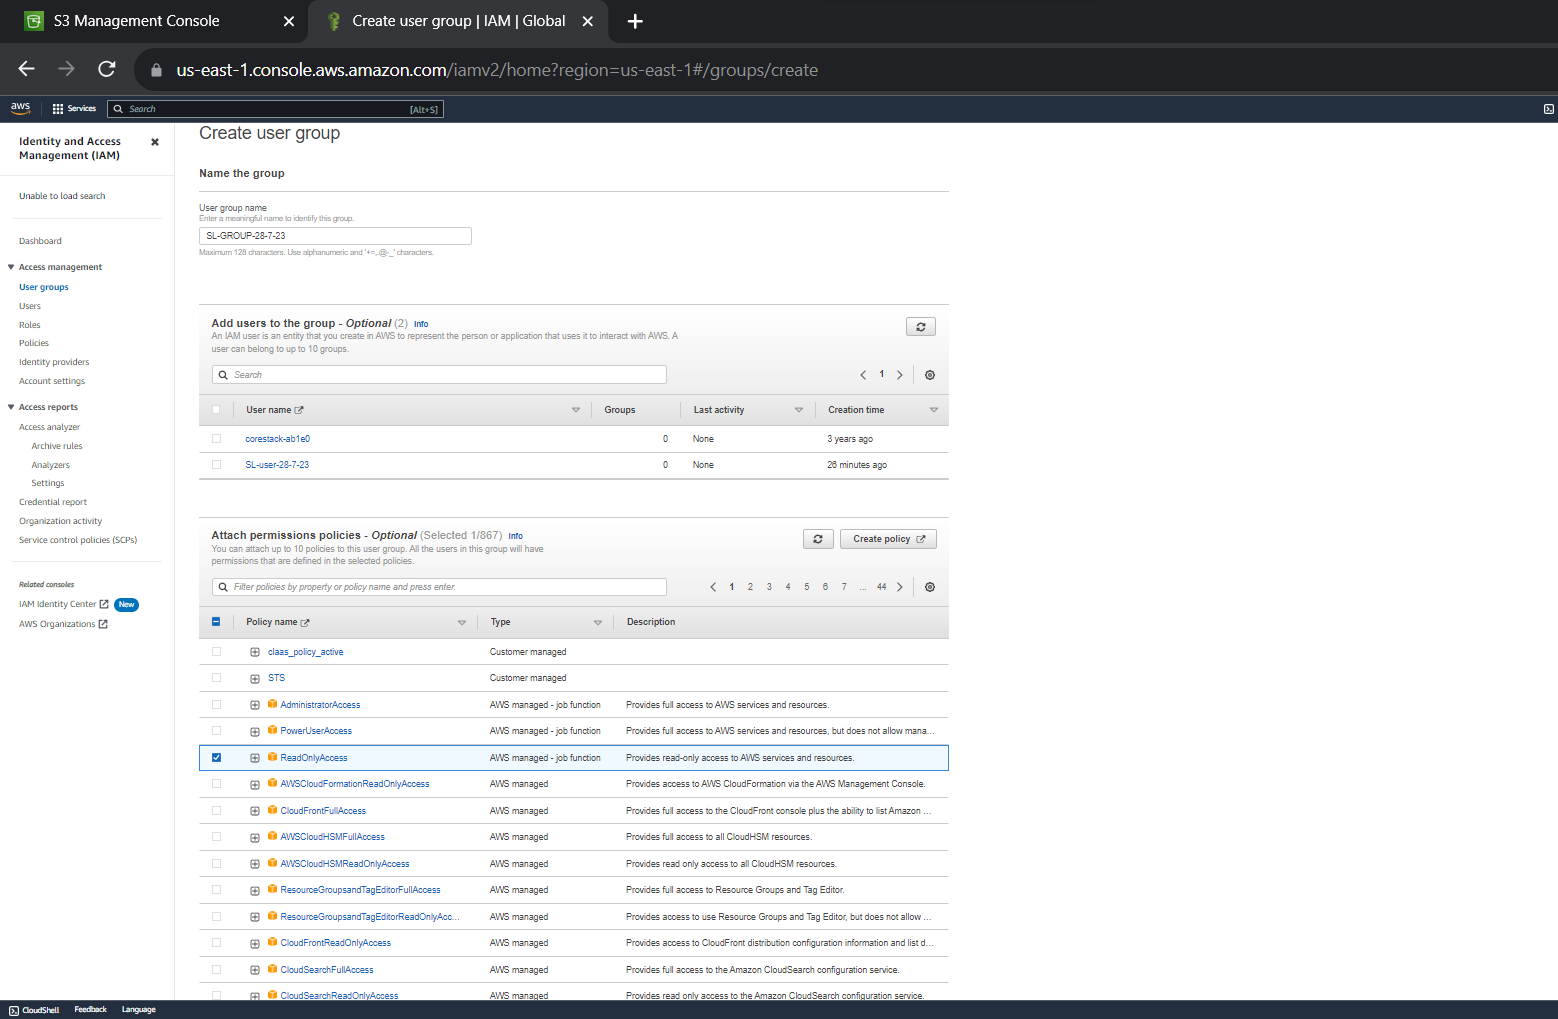 S3 Management Console
Create user group | IAM | Global
us-east-1.console.aws.amazon.com/iamv2/home?region=us-east-1#/groups/create
aws
Services
Search
[Alt+S]
Identity and Access
Management (IAM)
Unable to load search
Dashboard
Access management
User groups
Users
Roles
Policies
Identity providers
Account settings
Access reports
Access analyzer
Archive rules
Analyzers
Settings
Credential report
Organization activity
Service control policies (SCPs)
Related consoles
IAM Identity Center New
AWS Organizations
Create user group
Name the group
User group name
Enter a meaningful name to identify this group.
SL-GROUP-28-7-23
Maximum 128 characters. Use alphanumeric and '+=,.@-_' characters.
Add users to the group - Optional (2) Info
An IAM user is an entity that you create in AWS to represent the person or application that uses it to interact with AWS. A
user can belong to up to 10 groups.
Search
1
User name Groups Last activity Creation time
corestack-ab1e0 0 None 3 years ago
SL-user-28-7-23 0 None 26 minutes ago
Attach permissions policies - Optional (Selected 1/867) Info
You can attach up to 10 policies to this user group. All the users in this group will have
permissions that are defined in the selected policies.
Create policy
Filter policies by property or policy name and press enter.
1 2 3 4 5 6 7 ... 44
Policy name Type Description
claas_policy_active Customer managed
STS Customer managed
AdministratorAccess AWS managed - job function Provides full access to AWS services and resources.
PowerUserAccess AWS managed - job function Provides full access to AWS services and resources, but does not allow mana...
ReadOnlyAccess AWS managed - job function Provides read-only access to AWS services and resources.
AWSCloudFormationReadOnlyAccess AWS managed Provides access to AWS CloudFormation via the AWS Management Console.
CloudFrontFullAccess AWS managed Provides full access to the CloudFront console plus the ability to list Amazon ...
AWSCloudHSMFullAccess AWS managed Provides full access to all CloudHSM resources.
AWSCloudHSMReadOnlyAccess AWS managed Provides read only access to all CloudHSM resources.
ResourceGroupsandTagEditorFullAccess AWS managed Provides full access to Resource Groups and Tag Editor.
ResourceGroupsandTagEditorReadOnlyAcc... AWS managed Provides access to use Resource Groups and Tag Editor, but does not allow ...
CloudFrontReadOnlyAccess AWS managed Provides access to CloudFront distribution configuration information and list d...
CloudSearchFullAccess AWS managed Provides full access to the Amazon CloudSearch configuration service.
CloudSearchReadOnlyAccess AWS managed Provides read only access to the Amazon CloudSearch configuration service.
CloudShell Feedback Language